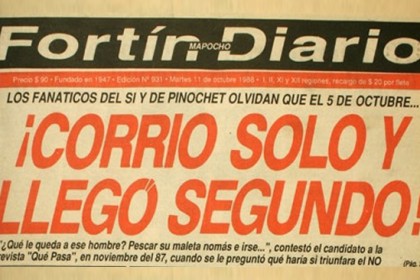 Fortín Diario
MAPOCHO
Precio $ 90 • Fundado en 1947 • Edición Nº 931 • Martes 11 de octubre 1988 • I, II, XI y XII regiones, recargo de $ 20 por flete
LOS FANATICOS DEL SI Y DE PINOCHET OLVIDAN QUE EL 5 DE OCTUBRE...
¡CORRIO SOLO Y
LLEGÓ SEGUNDO!
"¿Qué le queda a ese hombre? Pescar su maleta nomás e irse...", contestó el candidato a la
revista "Qué Pasa", en noviembre del 87, cuando se le preguntó qué haría si triunfara el NO
(Pág.